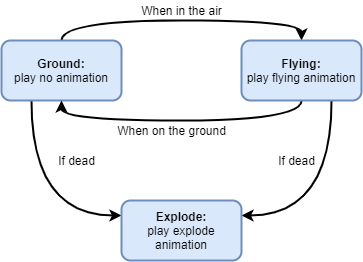 When in the air
Ground:
play no animation
Flying:
play flying animation
When on the ground
If dead
If dead
Explode:
play explode
animation